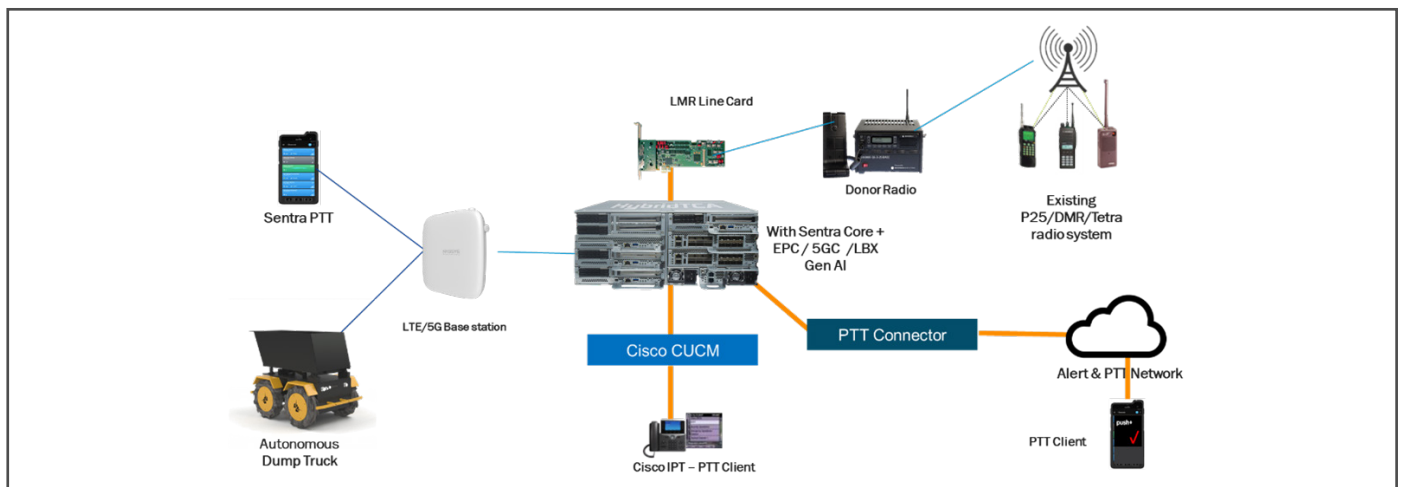 LMR Line Card
Donor Radio
Existing
P25/DMR/Tetra
radio system
Sentra PTT
HybridTCA
With Sentra Core +
EPC / 5GC /LBX
Gen AI
LTE/5G Base station
Cisco CUCM
PTT Connector
Alert & PTT Network
Autonomous
Dump Truck
Cisco IPT – PTT Client
PTT Client
push+